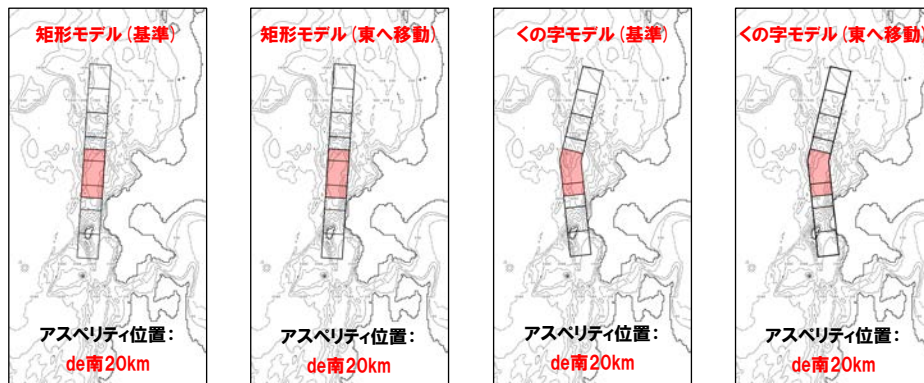 矩形モデル(基準)
アスペリティ位置:
de南20km
矩形モデル(東へ移動)
アスペリティ位置:
de南20km
くの字モデル(基準)
アスペリティ位置:
de南20km
くの字モデル(東へ移動)
アスペリティ位置:
de南20km